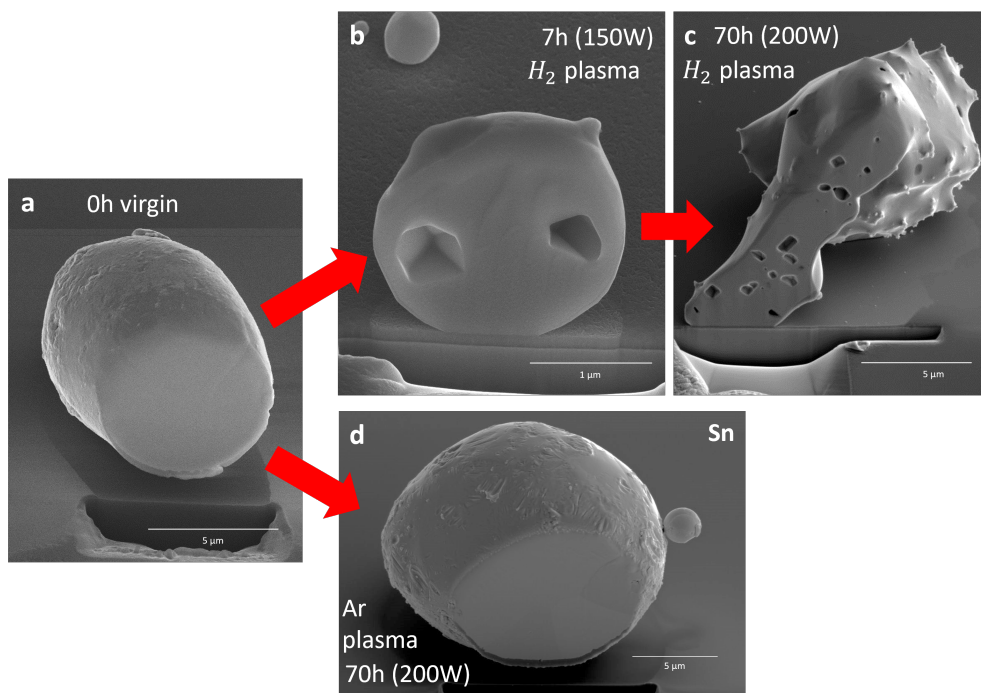 a
0h virgin
5 µm
b
7h (150W)
H₂ plasma
1 µm
c
70h (200W)
H₂ plasma
5 µm
d
Sn
Ar
plasma
70h (200W)
5 µm